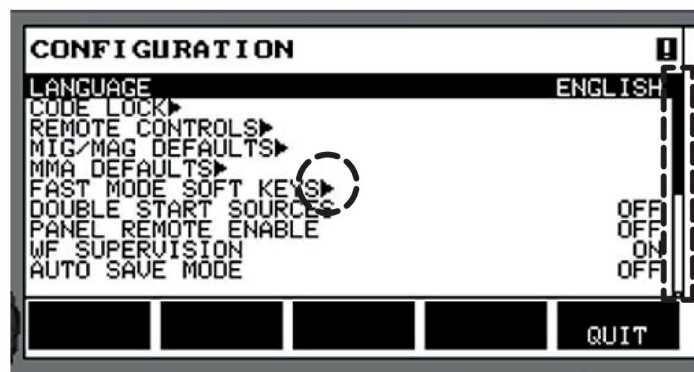 CONFIGURATION
LANGUAGE ENGLISH
CODE LOCK▶
REMOTE CONTROLS▶
MIG/MAG DEFAULTS▶
MMA DEFAULTS▶
FAST MODE SOFT KEYS▶
DOUBLE START SOURCES OFF
PANEL REMOTE ENABLE OFF
WF SUPERVISION ON
AUTO SAVE MODE OFF
QUIT